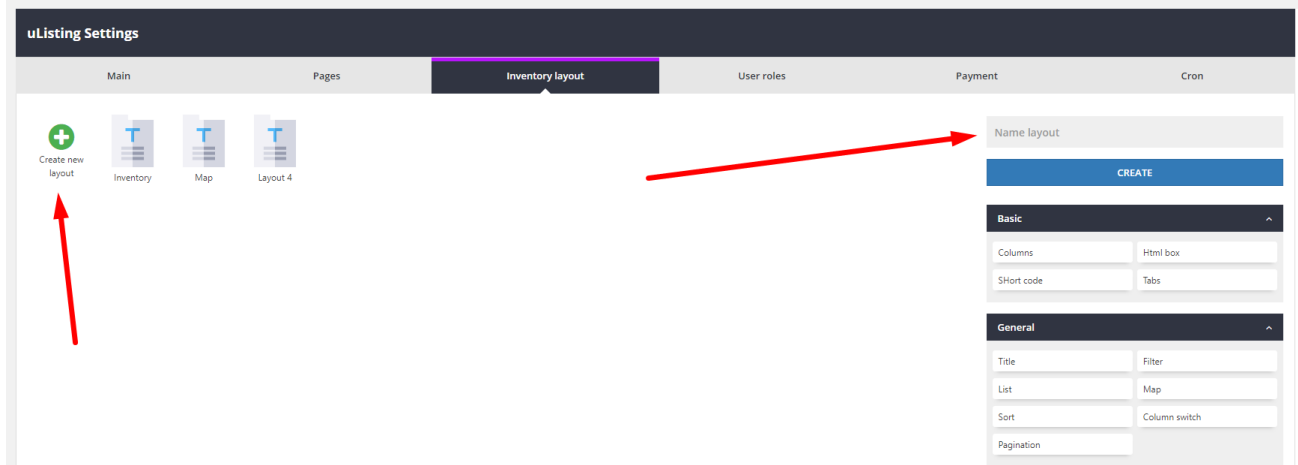 uListing Settings
Main Pages Inventory layout User roles Payment Cron
Create new
layout
Inventory
Map
Layout 4
Name layout
CREATE
Basic
Columns Html box
SHort code Tabs
General
Title Filter
List Map
Sort Column switch
Pagination